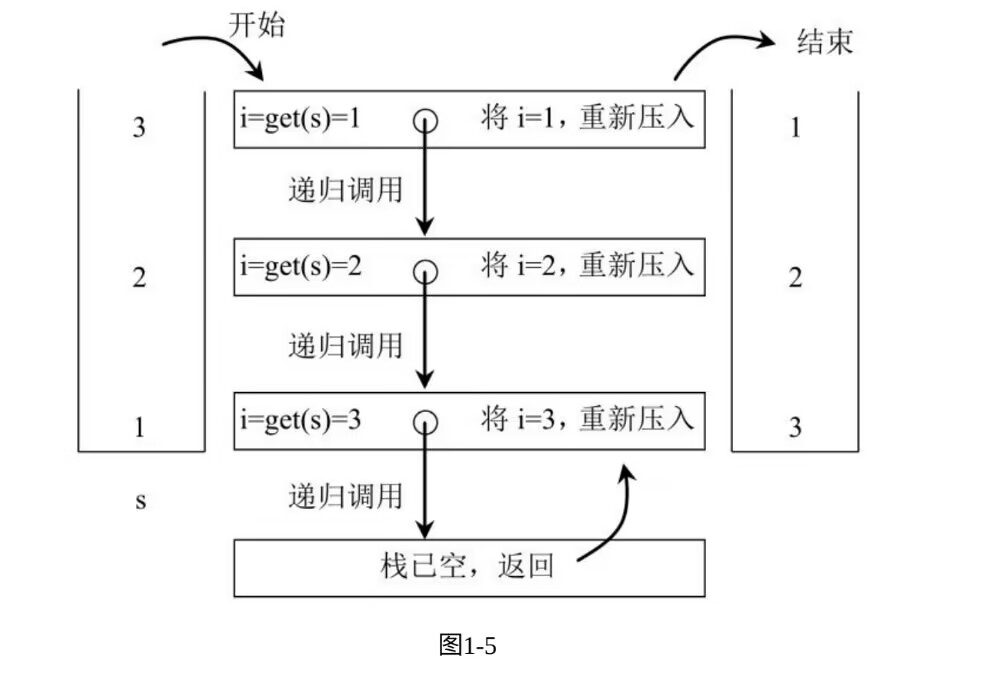 开始
结束
3
i=get(s)=1
将 i=1，重新压入
1
递归调用
2
i=get(s)=2
将 i=2，重新压入
2
递归调用
1
i=get(s)=3
将 i=3，重新压入
3
s
递归调用
栈已空，返回
图1-5